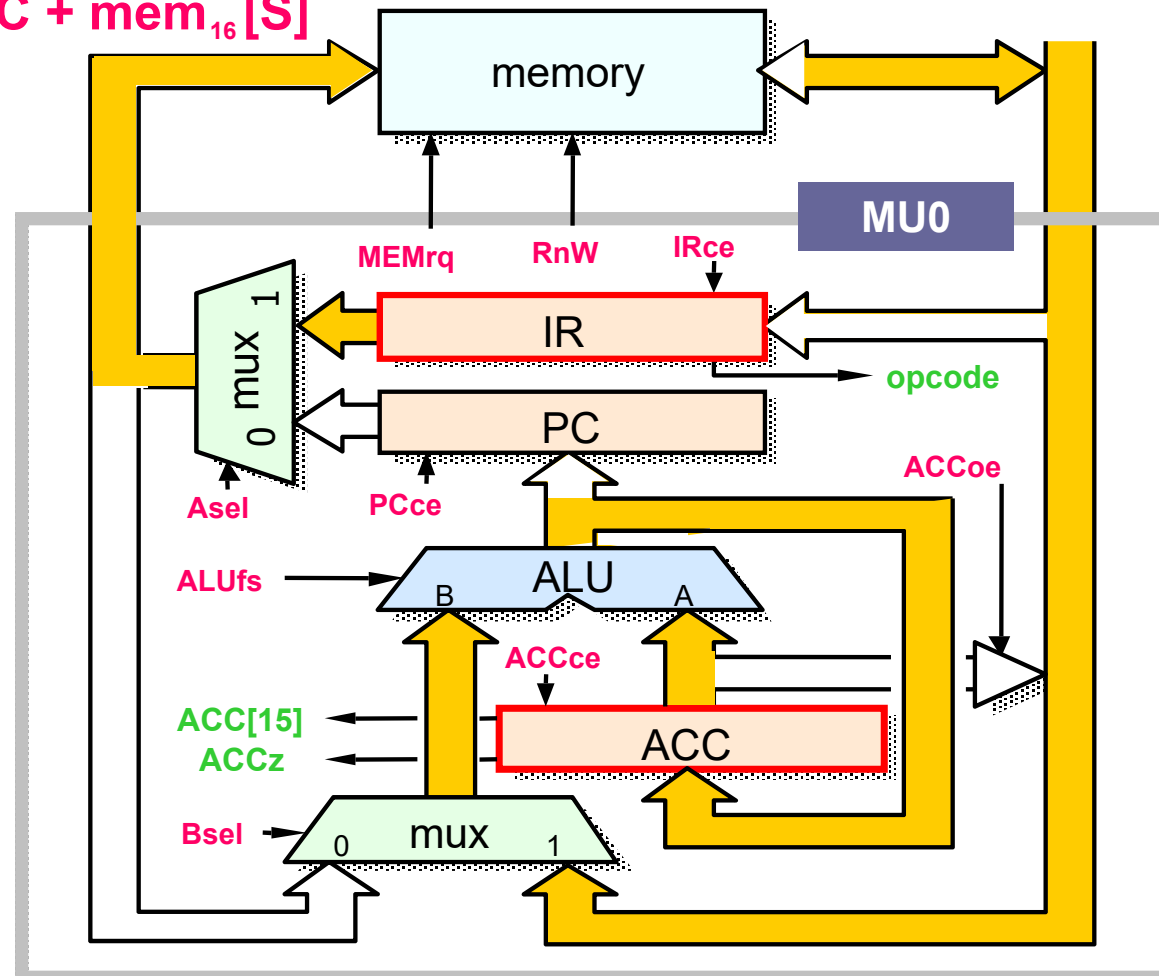 C + mem₁₆[S]
memory
MU0
MEMrq
RnW
IRce
mux 1
0
IR
opcode
PC
ACCoe
Asel
PCce
ALUfs
ALU
B
A
ACCce
ACC[15]
ACCz
ACC
Bsel
mux
0
1